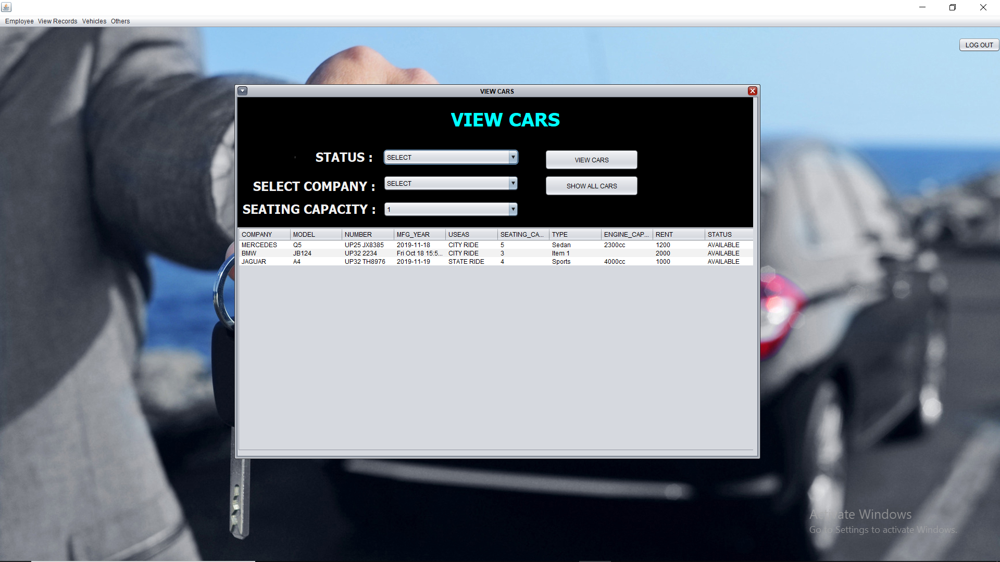 Employee View Records Vehicles Others
LOG OUT
VIEW CARS
VIEW CARS
STATUS : SELECT VIEW CARS
SELECT COMPANY : SELECT SHOW ALL CARS
SEATING CAPACITY : 1
COMPANY MODEL NUMBER MFG_YEAR USEAS SEATING_CA... TYPE ENGINE_CAP... RENT STATUS
MERCEDES Q5 UP25 JX8385 2019-11-18 CITY RIDE 5 Sedan 2300cc 1200 AVAILABLE
BMW JB124 UP32 2234 Fri Oct 18 15:5... CITY RIDE 3 Item 1 2000 AVAILABLE
JAGUAR A4 UP32 TH8976 2019-11-19 STATE RIDE 4 Sports 4000cc 1000 AVAILABLE
Activate Windows
Go to Settings to activate Windows.